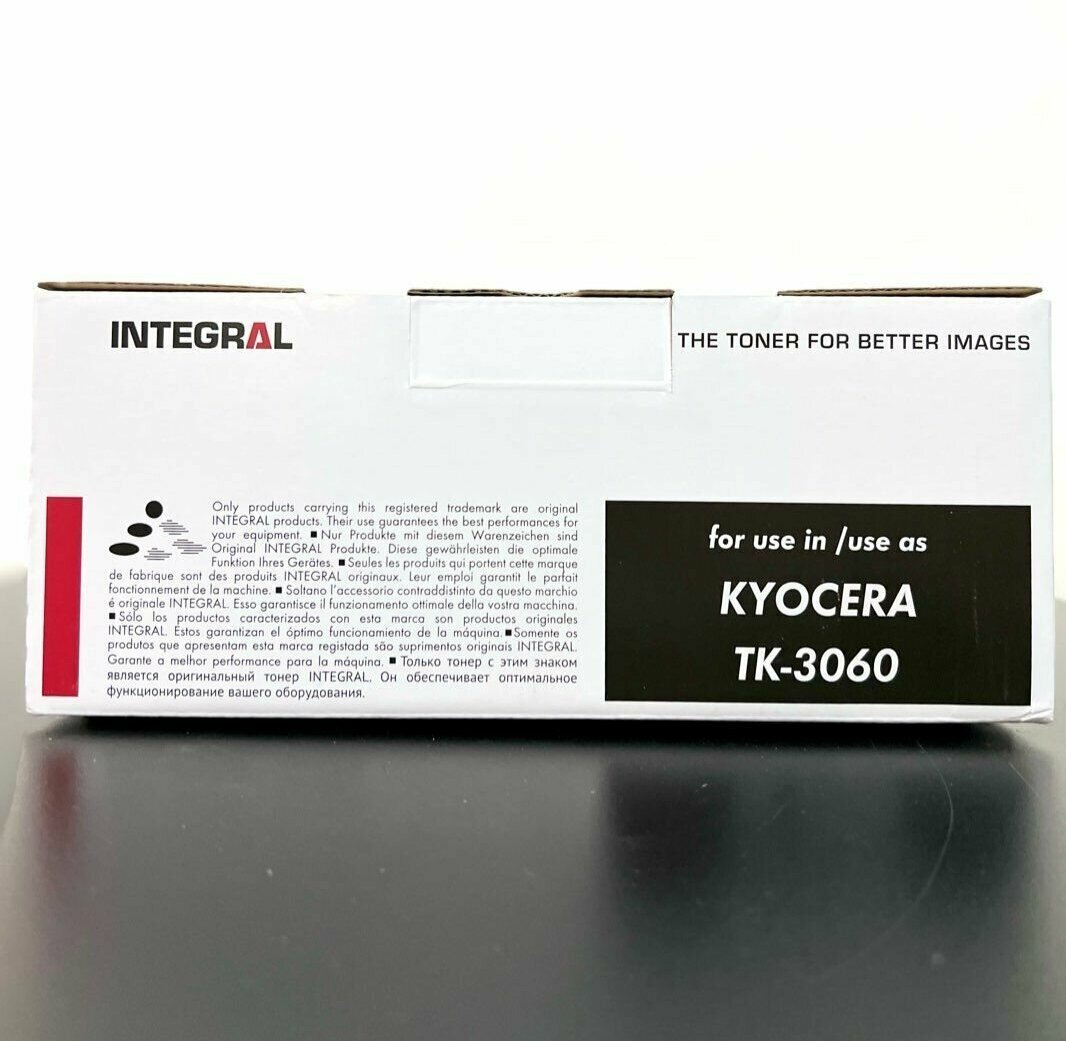 INTEGRAL
THE TONER FOR BETTER IMAGES
Only products carrying this registered trademark are original
INTEGRAL products. Their use guarantees the best performances for
your equipment. ■ Nur Produkte mit diesem Warenzeichen sind
Original INTEGRAL Produkte. Diese gewährleisten die optimale
Funktion Ihres Gerätes. ■ Seules les produits qui portent cette marque
de fabrique sont des produits INTEGRAL originaux. Leur emploi garantit le parfait
fonctionnement de la machine. ■ Soltano l'accessorio contraddistinto da questo marchio
é originale INTEGRAL. Esso garantisce il funzionamento ottimale della vostra macchina.
■ Sólo los productos caracterizados con esta marca son productos originales
INTEGRAL. Estos garantizan el óptimo funcionamiento de la máquina. ■ Somente os
produtos que apresentam esta marca registada são suprimentos originais INTEGRAL.
Garante a melhor performance para la máquina. ■ Только тонер с этим знаком
является оригинальный тонер INTEGRAL. Он обеспечивает оптимальное
функционирование вашего оборудования.
for use in /use as
KYOCERA
TK-3060